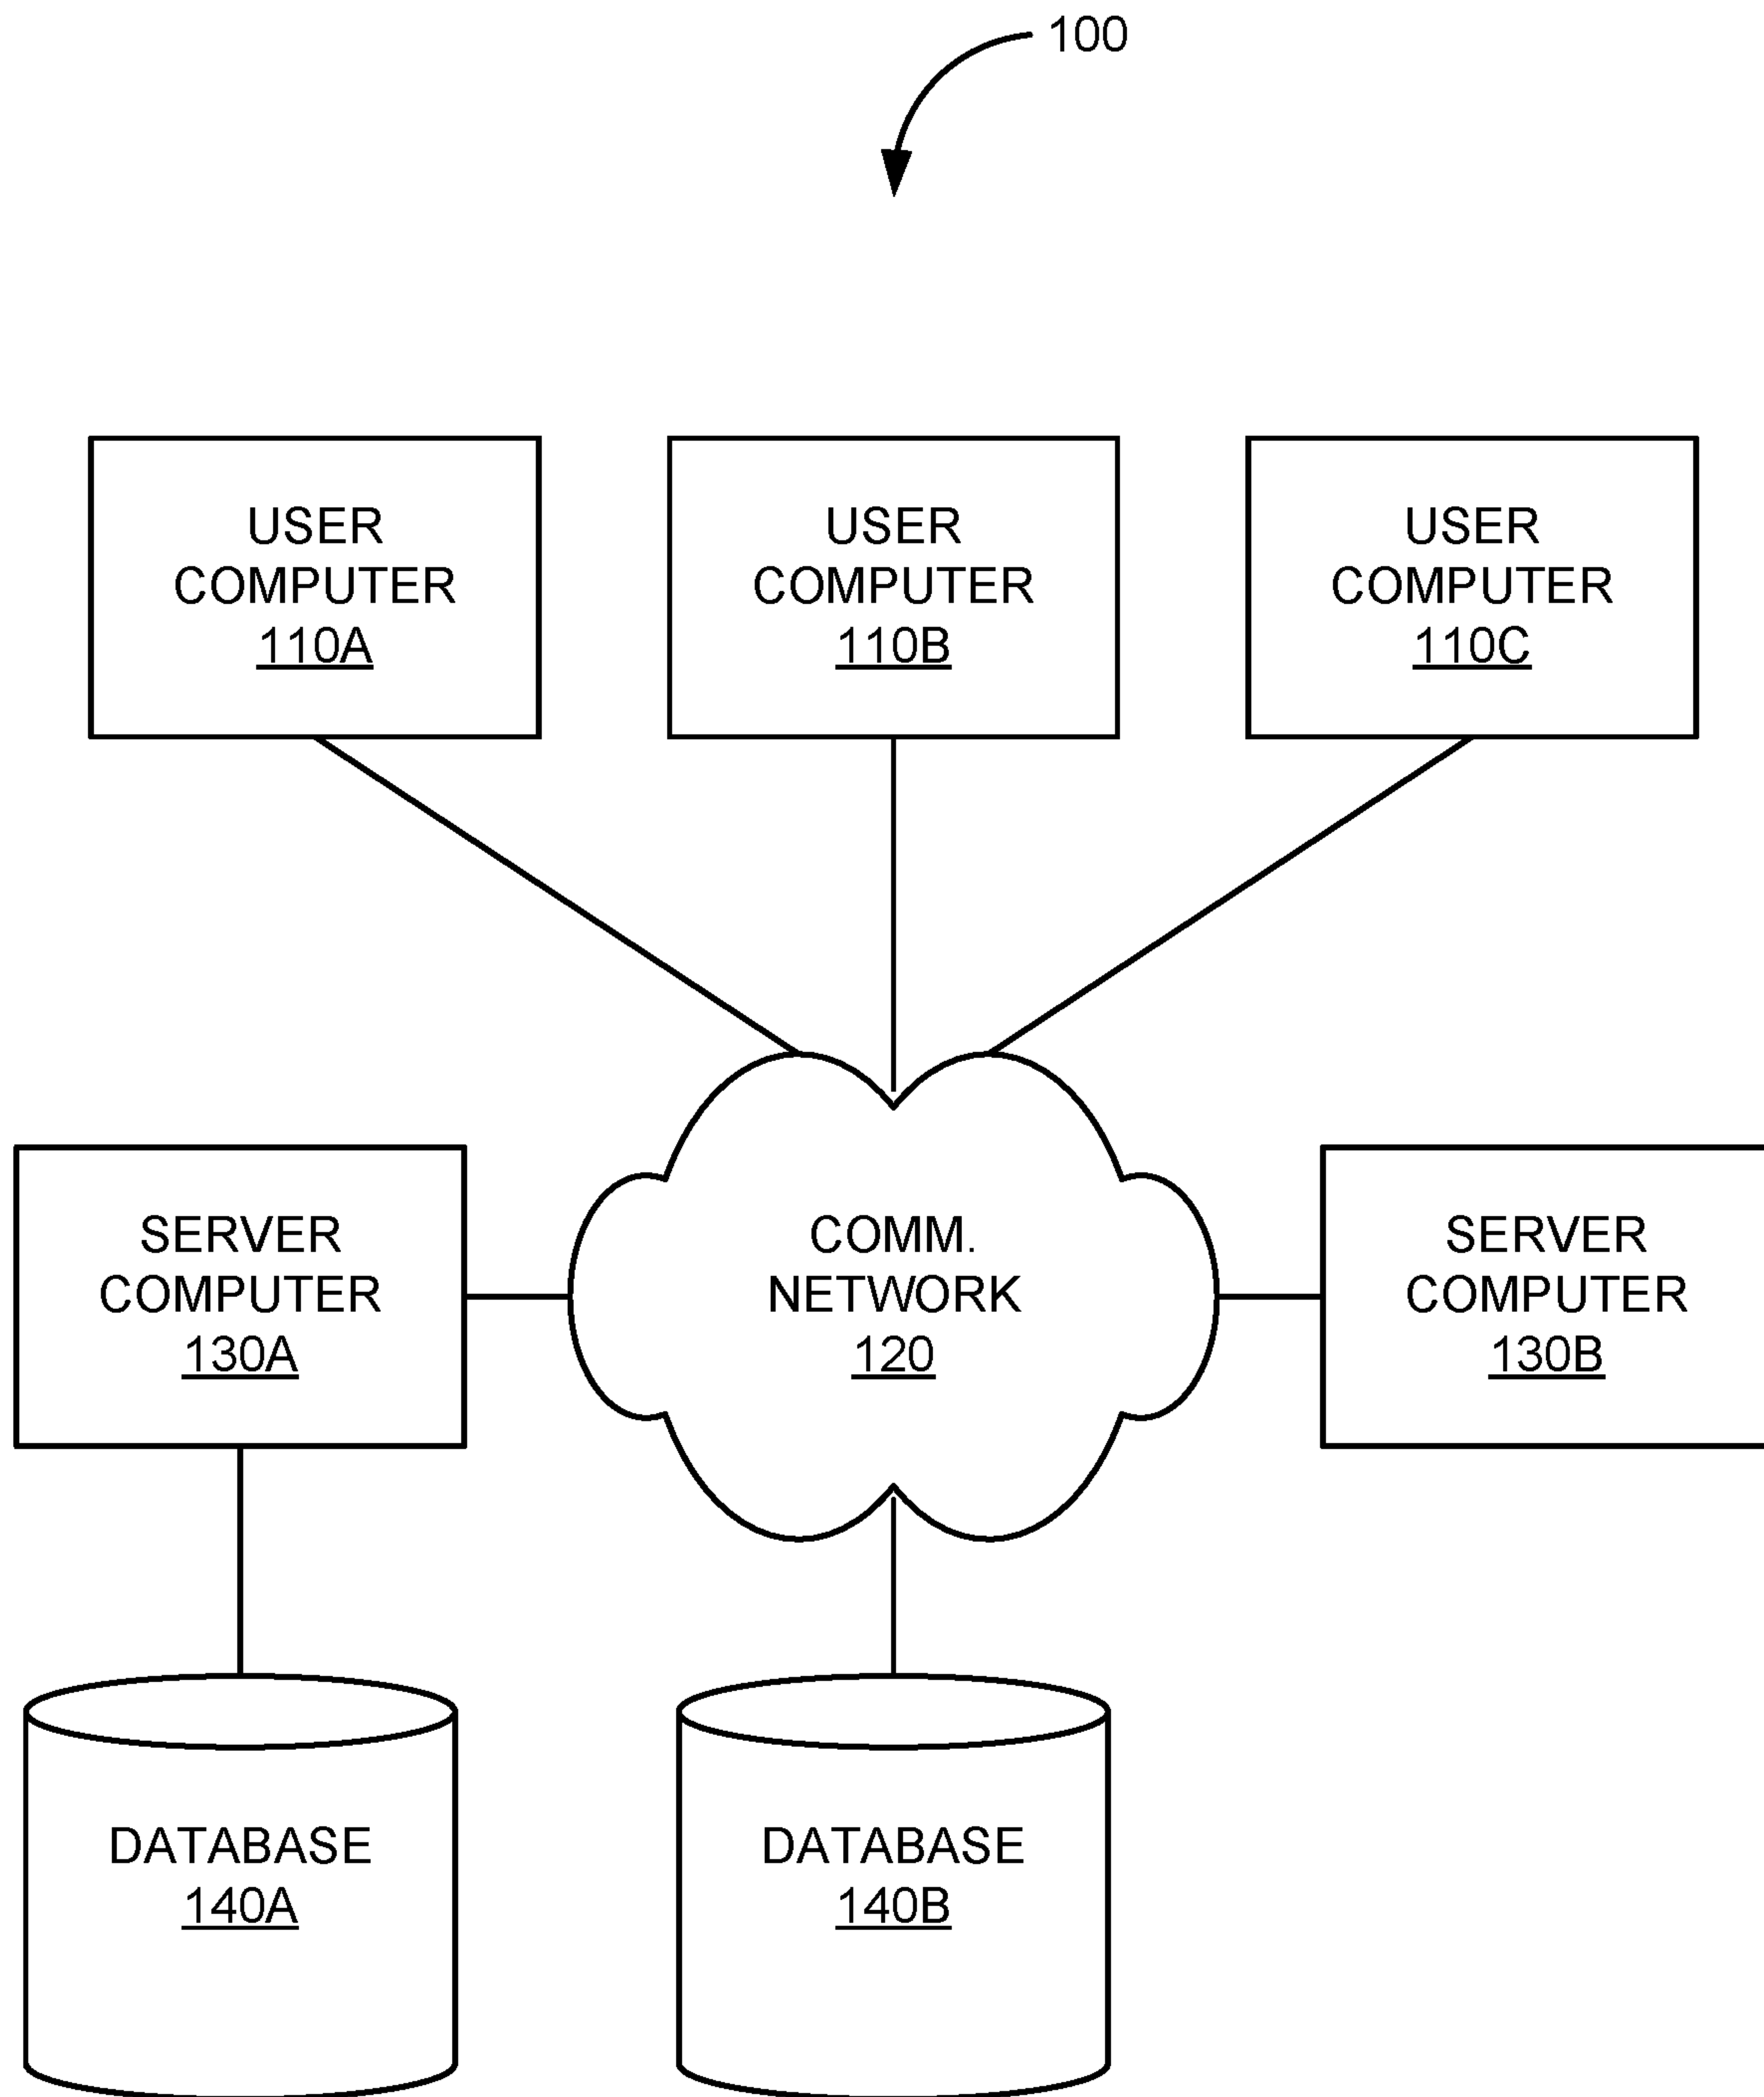 100
USER
COMPUTER
110A
USER
COMPUTER
110B
USER
COMPUTER
110C
SERVER
COMPUTER
130A
COMM.
NETWORK
120
SERVER
COMPUTER
130B
DATABASE
140A
DATABASE
140B